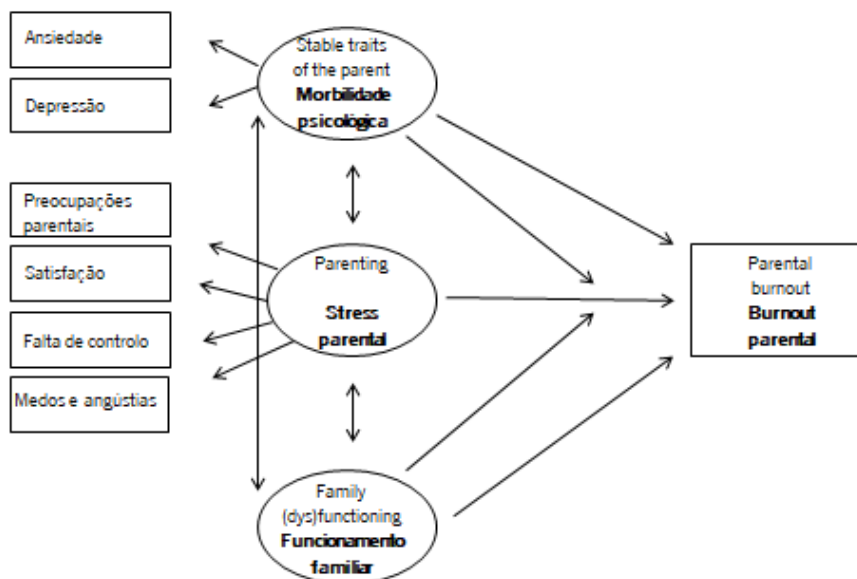 Ansiedade
Depressão
Preocupações
parentais
Satisfação
Falta de controlo
Medos e angústias
Stable traits
of the parent
Morbilidade
psicológica
Parenting
Stress
parental
Family
(dys)functioning
Funcionamento
familiar
Parental
burnout
Burnout
parental